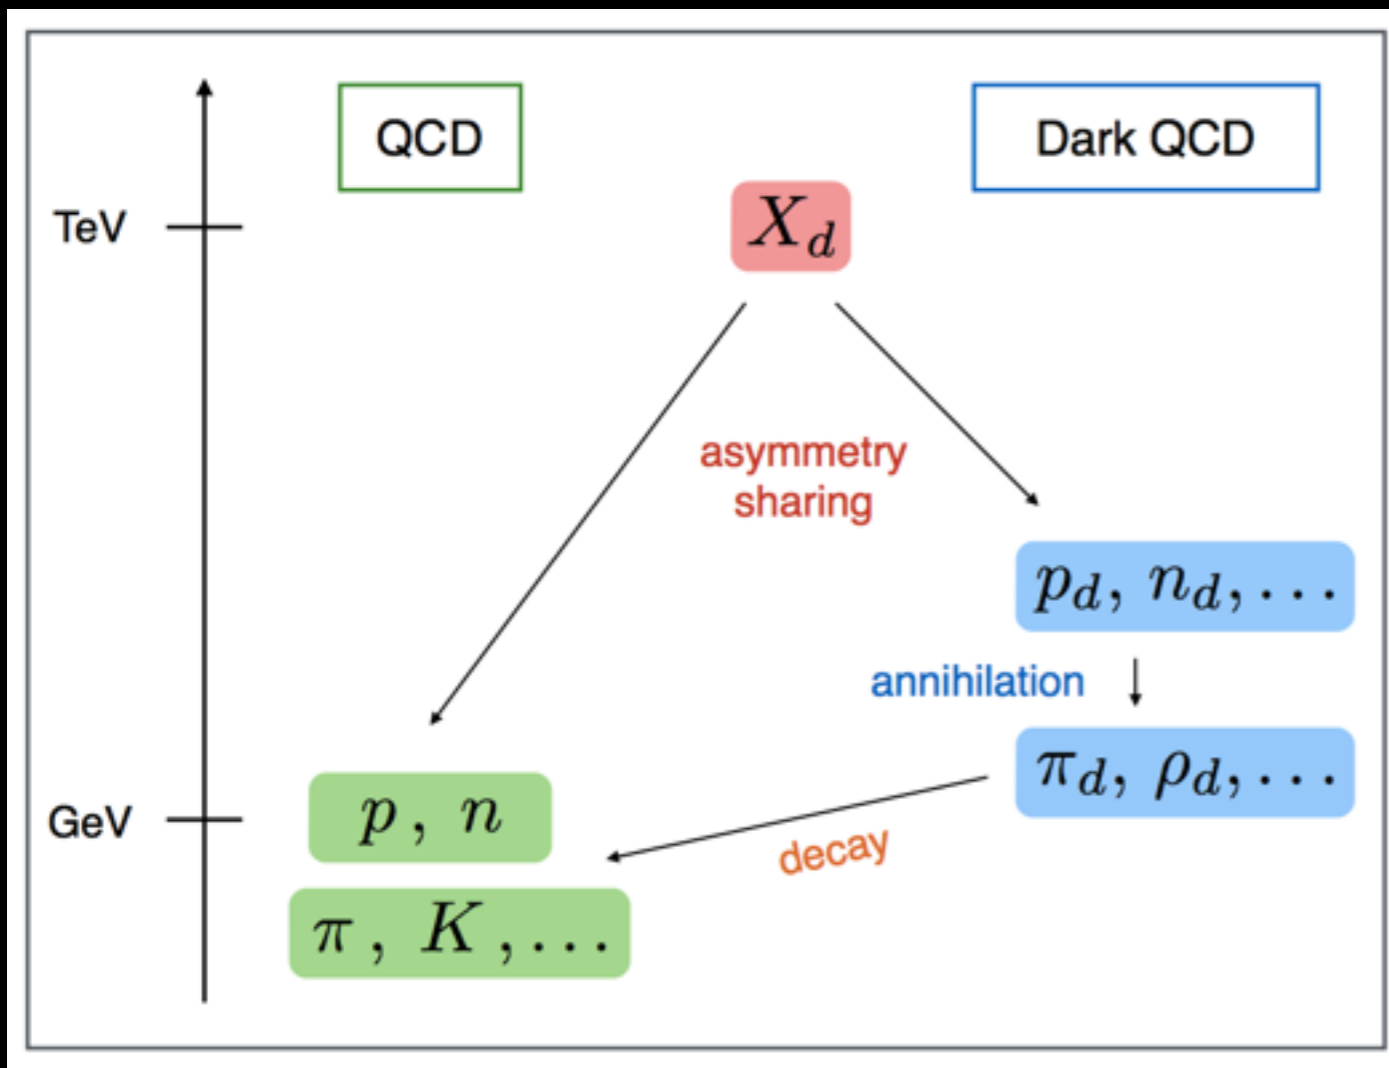 QCD
Dark QCD
TeV
X_d
asymmetry
sharing
p_d, n_d, ...
annihilation
π_d, ρ_d, ...
GeV
p , n
decay
π , K , ...